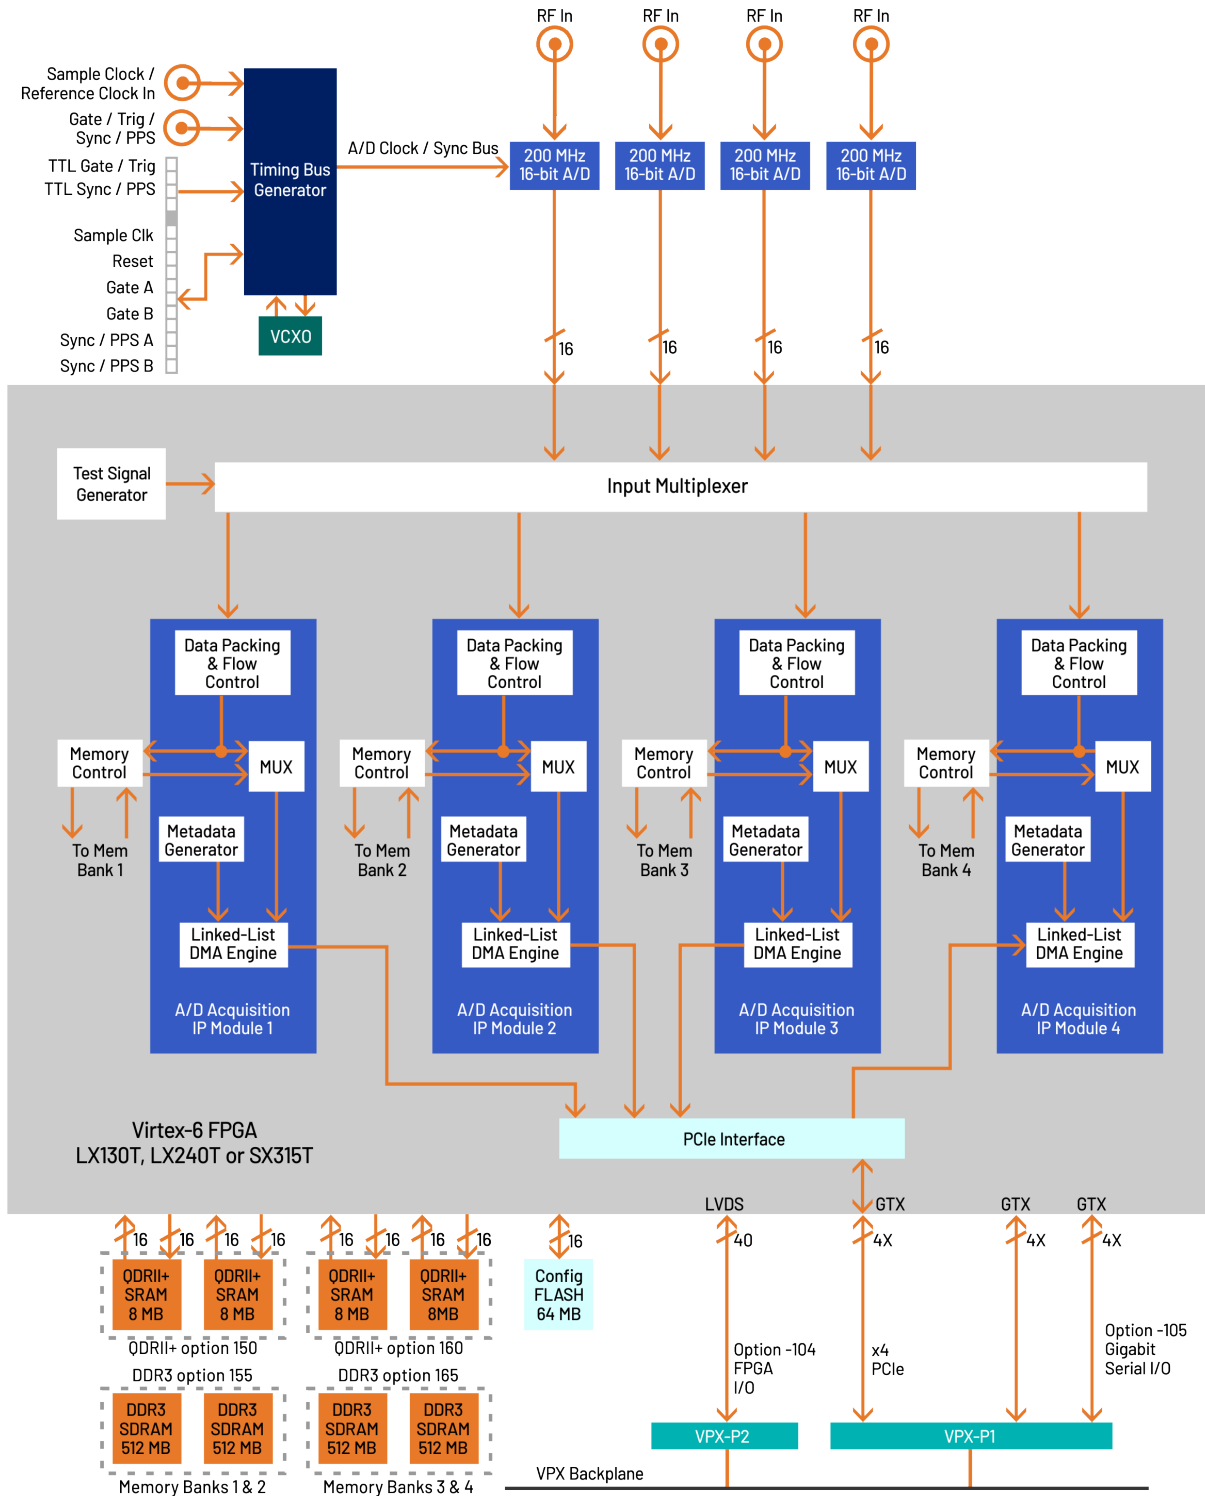 RF In
RF In
RF In
RF In
Sample Clock /
Reference Clock In
Gate / Trig /
Sync / PPS
TTL Gate / Trig
TTL Sync / PPS
Sample Clk
Reset
Gate A
Gate B
Sync / PPS A
Sync / PPS B
Timing Bus
Generator
VCXO
A/D Clock / Sync Bus
200 MHz
16-bit A/D
200 MHz
16-bit A/D
200 MHz
16-bit A/D
200 MHz
16-bit A/D
16
16
16
16
Test Signal
Generator
Input Multiplexer
Data Packing
& Flow
Control
Memory
Control
MUX
To Mem
Bank 1
Metadata
Generator
Linked-List
DMA Engine
A/D Acquisition
IP Module 1
Data Packing
& Flow
Control
Memory
Control
MUX
To Mem
Bank 2
Metadata
Generator
Linked-List
DMA Engine
A/D Acquisition
IP Module 2
Data Packing
& Flow
Control
Memory
Control
MUX
To Mem
Bank 3
Metadata
Generator
Linked-List
DMA Engine
A/D Acquisition
IP Module 3
Data Packing
& Flow
Control
Memory
Control
MUX
To Mem
Bank 4
Metadata
Generator
Linked-List
DMA Engine
A/D Acquisition
IP Module 4
Virtex-6 FPGA
LX130T, LX240T or SX315T
PCIe Interface
LVDS
GTX
GTX
GTX
16
16
16
16
16
16
16
16
16
40
4X
4X
4X
QDRII+
SRAM
8 MB
QDRII+
SRAM
8 MB
QDRII+
SRAM
8 MB
QDRII+
SRAM
8MB
Config
FLASH
64 MB
QDRII+ option 150
QDRII+ option 160
DDR3 option 155
DDR3 option 165
DDR3
SDRAM
512 MB
DDR3
SDRAM
512 MB
DDR3
SDRAM
512 MB
DDR3
SDRAM
512 MB
Memory Banks 1 & 2
Memory Banks 3 & 4
Option -104
FPGA
I/O
x4
PCIe
Option -105
Gigabit
Serial I/O
VPX-P2
VPX-P1
VPX Backplane